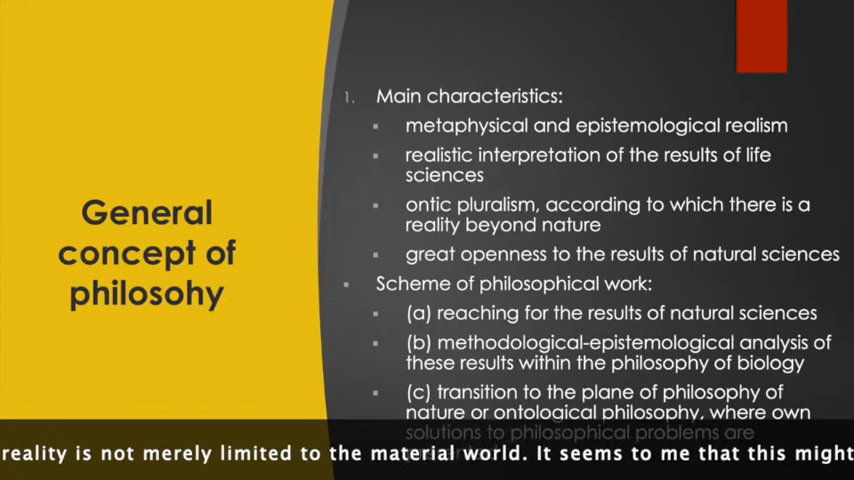 General
concept of
philosohy
1. Main characteristics:
▪ metaphysical and epistemological realism
▪ realistic interpretation of the results of life
sciences
▪ ontic pluralism, according to which there is a
reality beyond nature
▪ great openness to the results of natural sciences
▪ Scheme of philosophical work:
▪ (a) reaching for the results of natural sciences
▪ (b) methodological-epistemological analysis of
these results within the philosophy of biology
▪ (c) transition to the plane of philosophy of
nature or ontological philosophy, where own
solutions to philosophical problems are
reality is not merely limited to the material world. It seems to me that this might